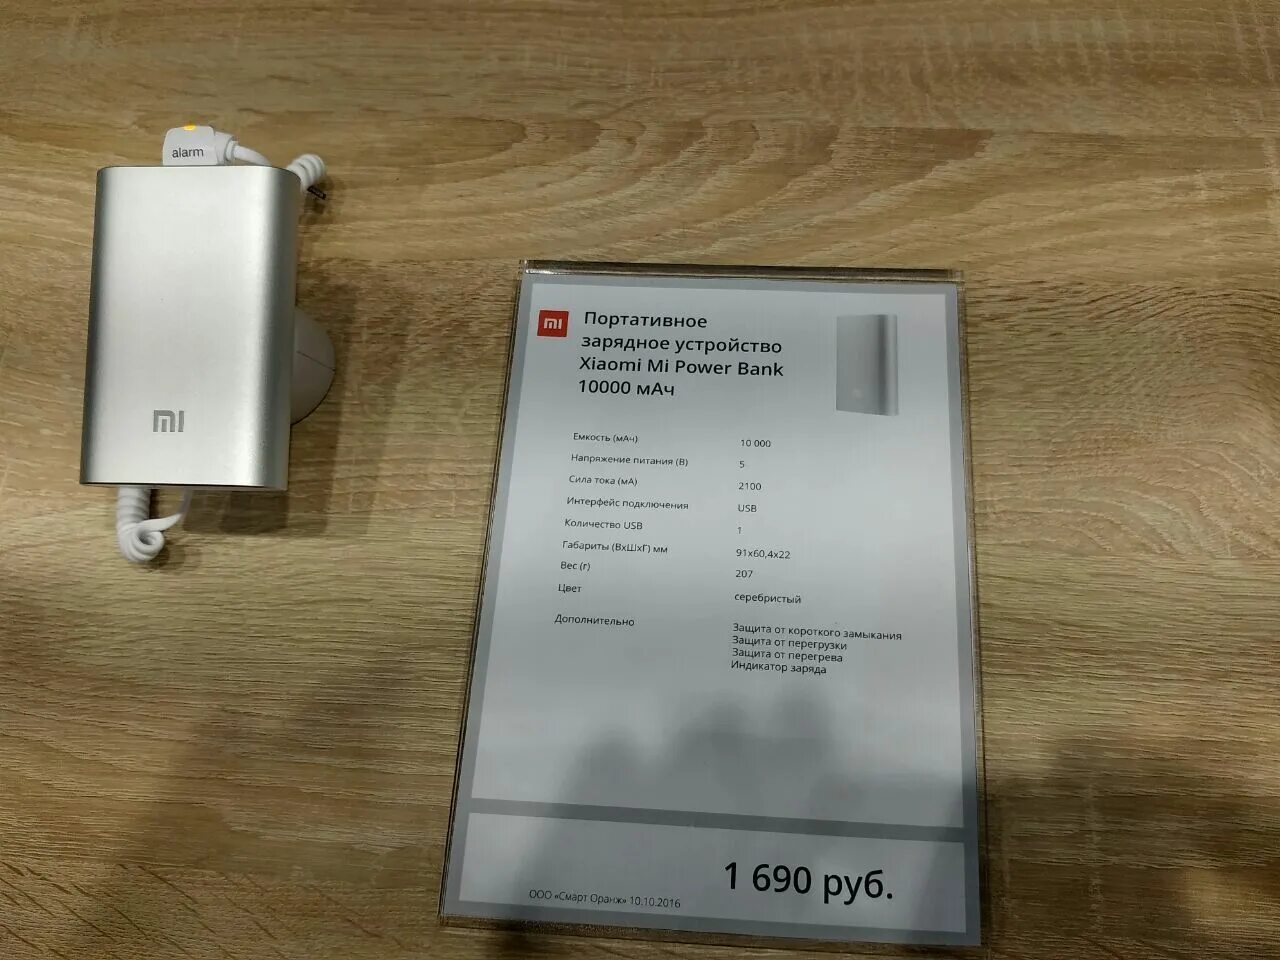 alarm
mi
mi
Портативное
зарядное устройство
Xiaomi Mi Power Bank
10000 мАч
Емкость (мАч) 10 000
Напряжение питания (В) 5
Сила тока (мА) 2100
Интерфейс подключения USB
Количество USB 1
Габариты (ВхШхГ) мм 91x60,4x22
Вес (г) 207
Цвет серебристый
Дополнительно Защита от короткого замыкания
Защита от перегрузки
Защита от перегрева
Индикатор заряда
1 690 руб.
ООО «Смарт Оранж» 10.10.2016